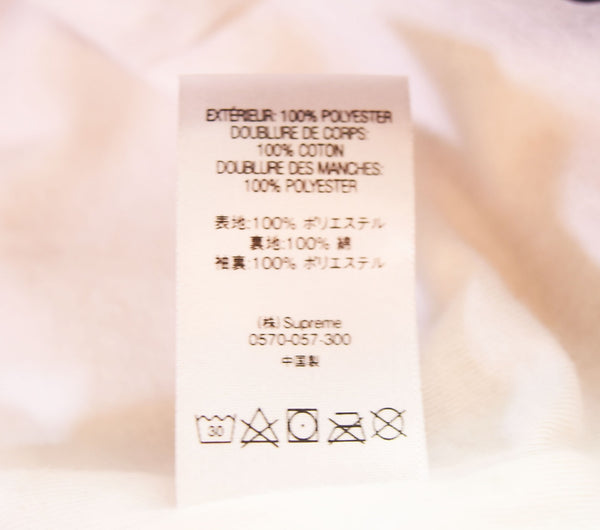 EXTÉRIEUR: 100% POLYESTER
DOUBLURE DE CORPS:
100% COTON
DOUBLURE DES MANCHES:
100% POLYESTER
表地:100% ポリエステル
裏地:100% 綿
袖裏:100% ポリエステル
(株) Supreme
0570-057-300
中国製
30